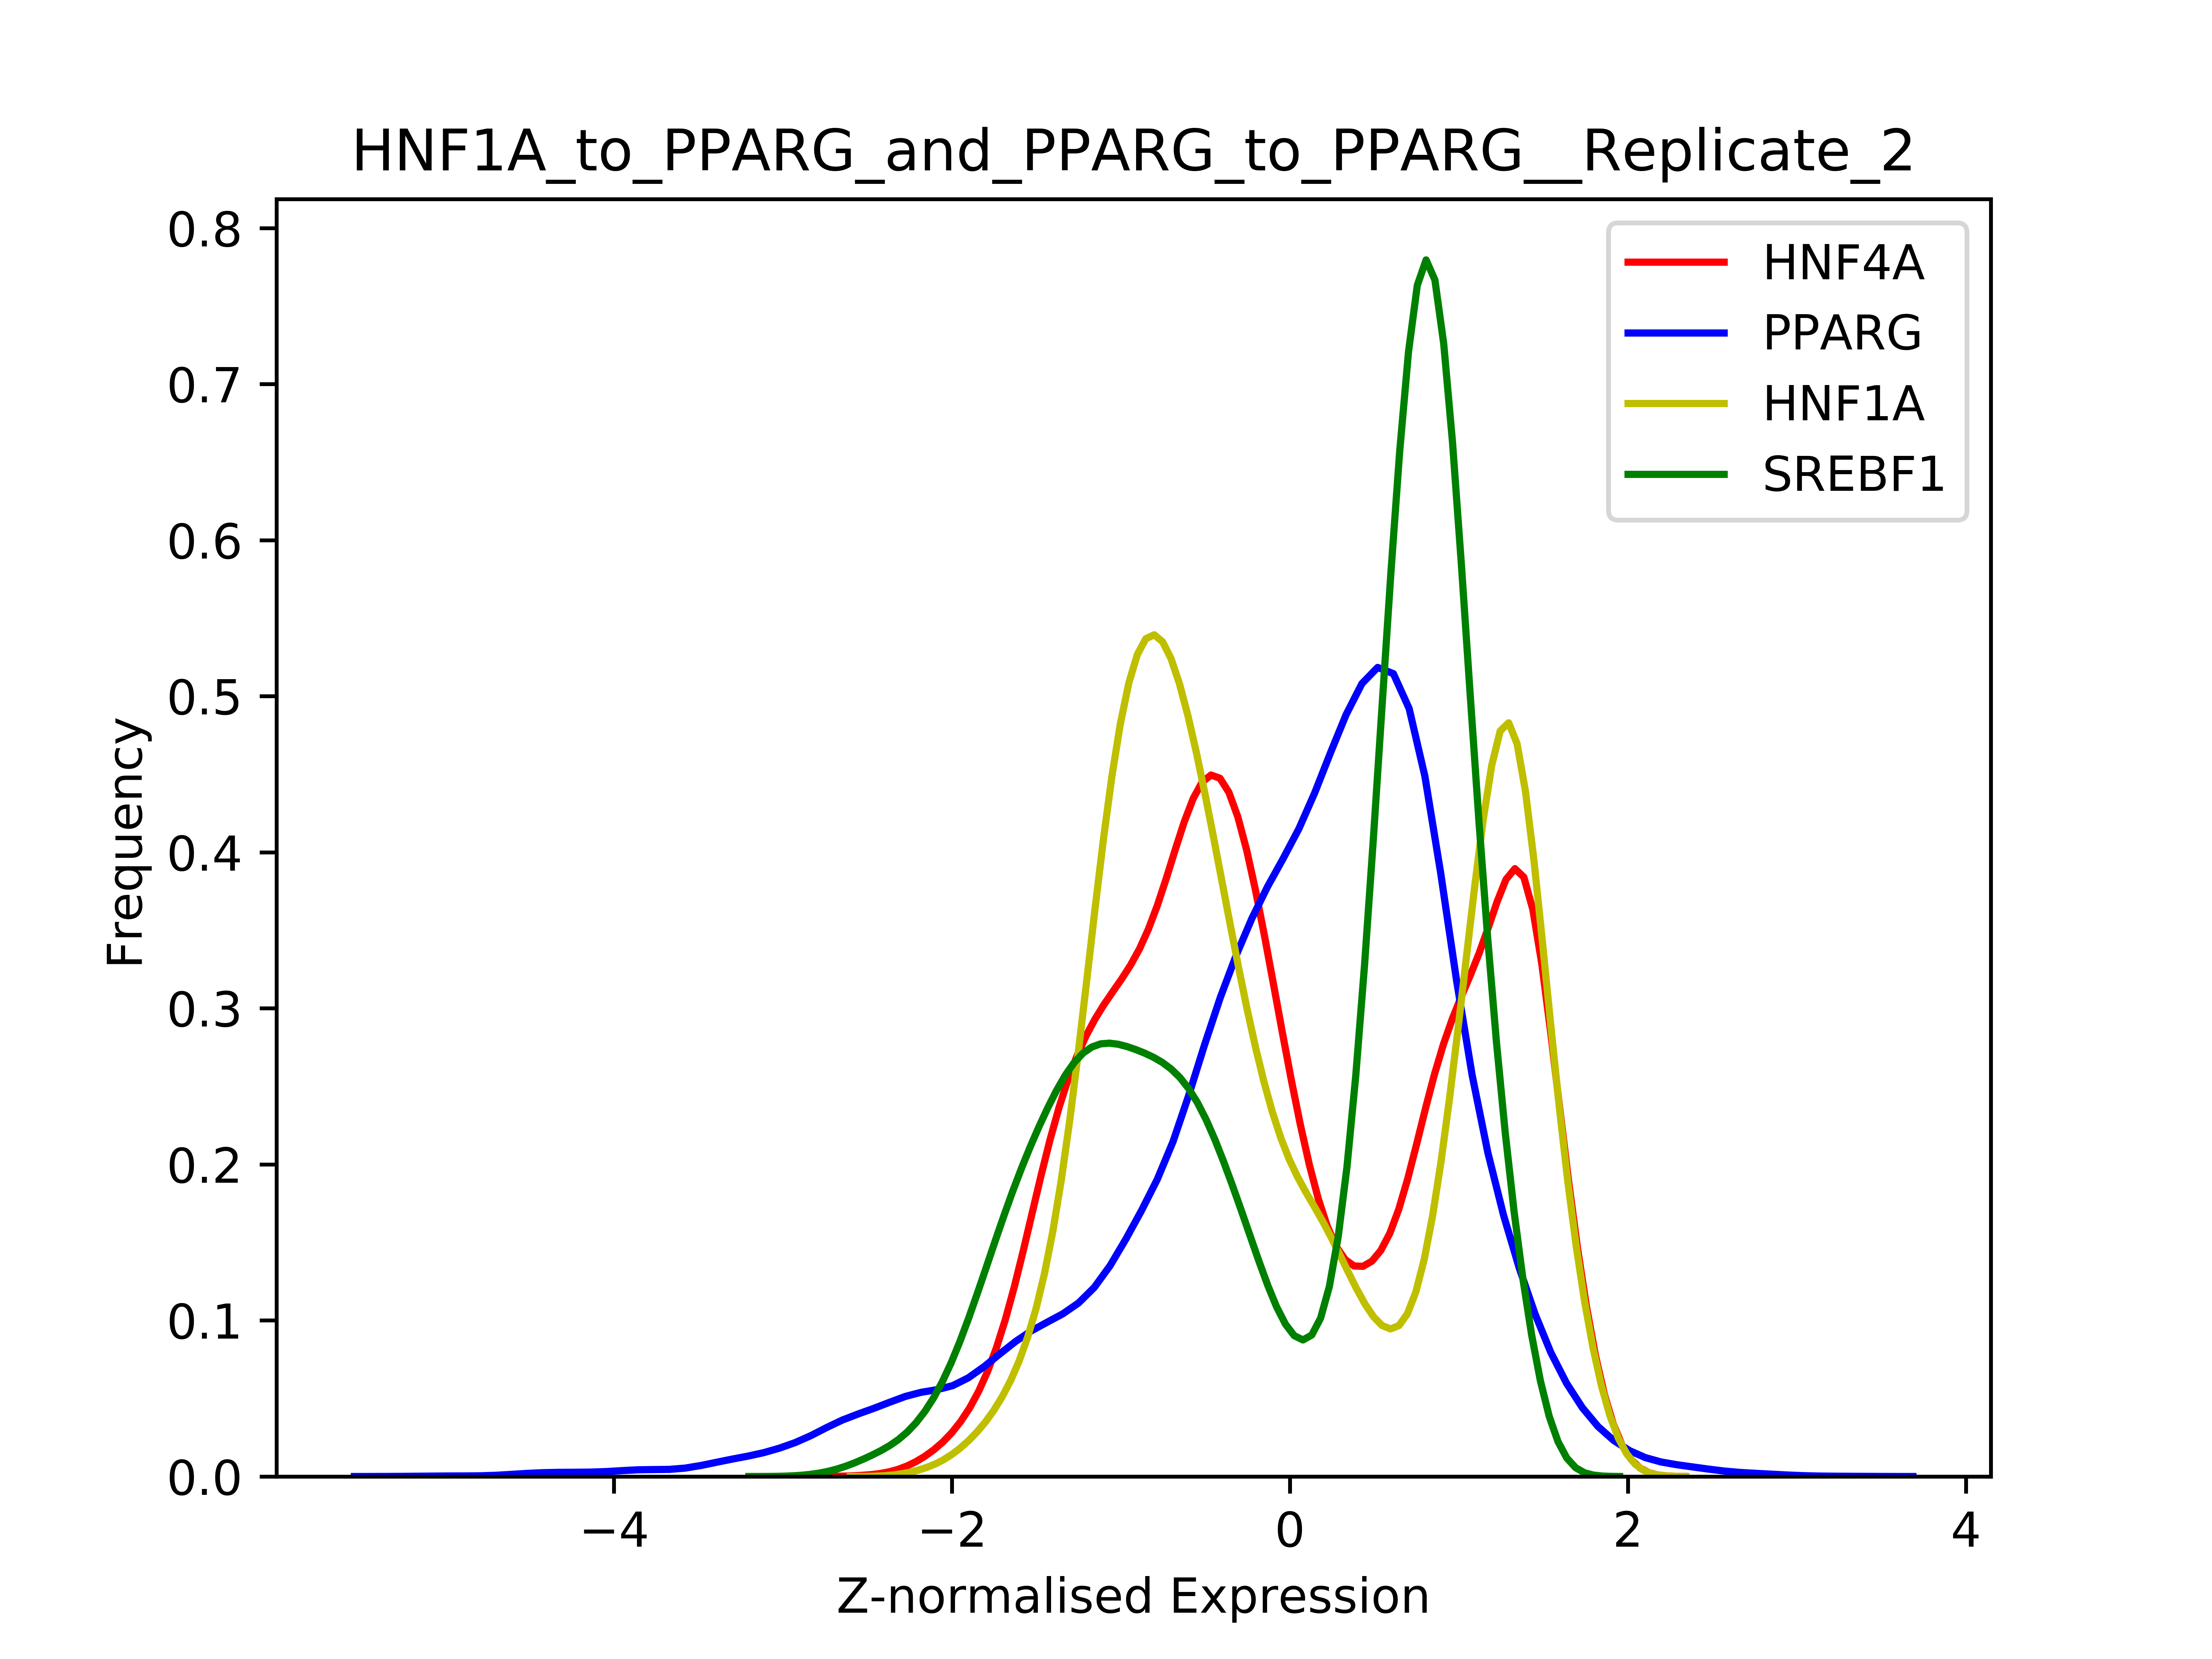 HNF1A_to_PPARG_and_PPARG_to_PPARG___Replicate_2
0.8
0.7
0.6
0.5
0.4
0.3
0.2
0.1
0.0
Frequency
HNF4A
PPARG
HNF1A
SREBF1
−4 −2 0 2 4
Z-normalised Expression